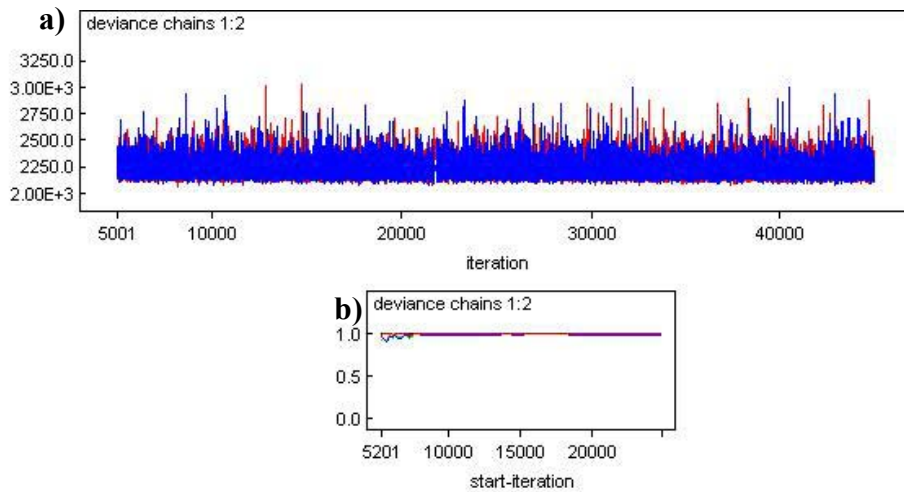 a)
deviance chains 1:2
3250.0
3.00E+3
2750.0
2500.0
2250.0
2.00E+3
5001 10000 20000 30000 40000
iteration
b)
deviance chains 1:2
1.0
0.5
0.0
5201 10000 15000 20000
start-iteration